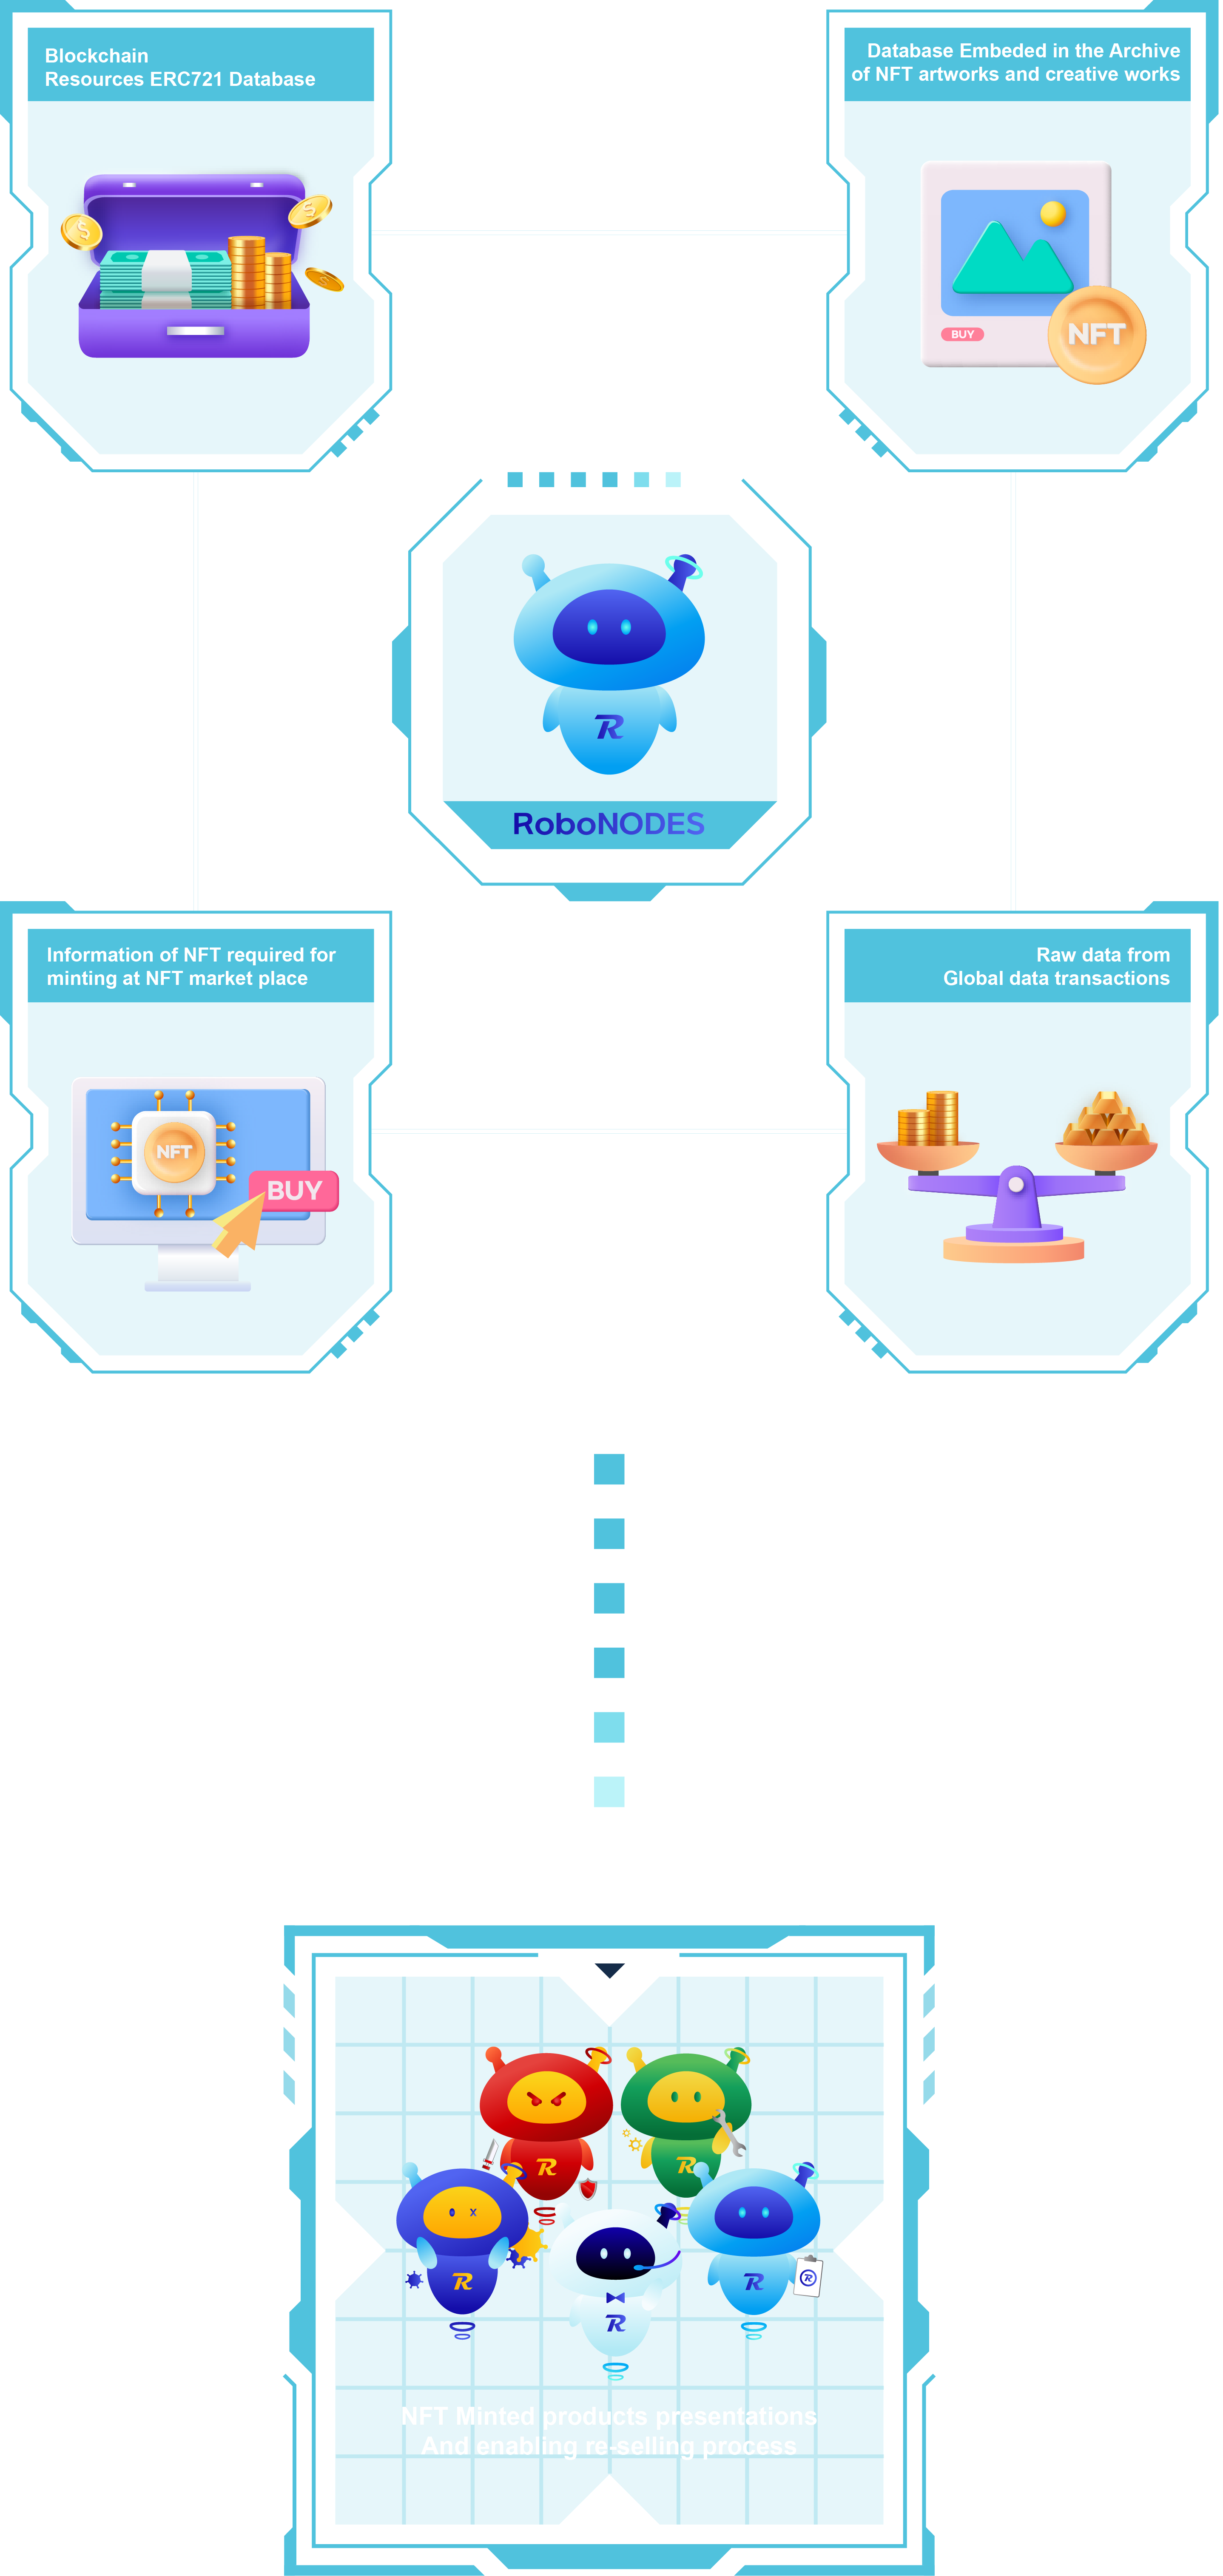 Blockchain
Resources ERC721 Database
Database Embeded in the Archive
of NFT artworks and creative works
BUY
NFT
R
RoboNODES
Information of NFT required for
minting at NFT market place
NFT
BUY
Raw data from
Global data transactions
R
R
R
R
R
R
NFT Minted products presentations
And enabling re-selling process